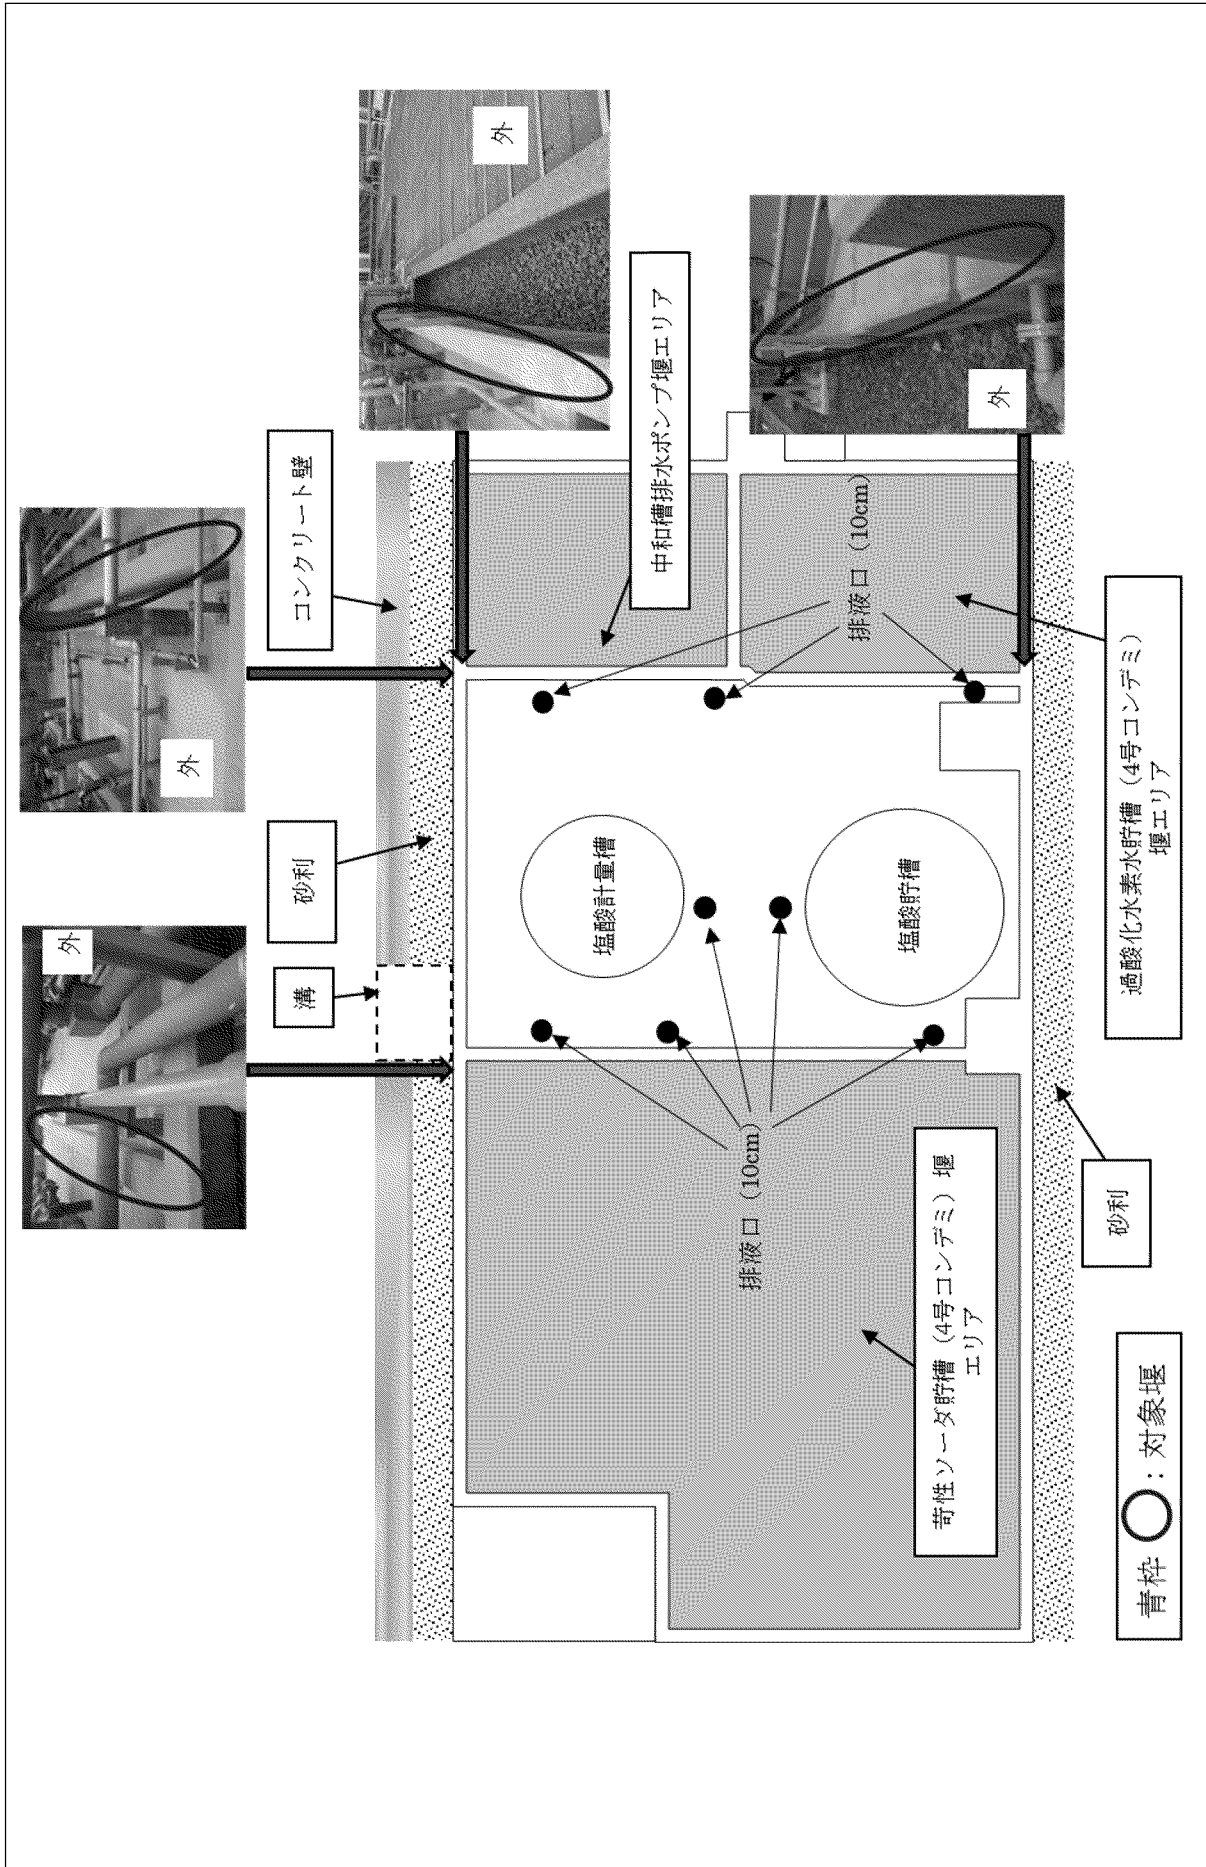 外
外
外
外
溝
砂利
コンクリート壁
中和槽排水ポンプ堰エリア
塩酸計量槽
塩酸貯槽
排液口（10cm）
排液口（10cm）
苛性ソーダ貯槽（4号コンデミ）堰
エリア
過酸化水素水貯槽（4号コンデミ）
堰エリア
砂利
青枠 ：対象堰